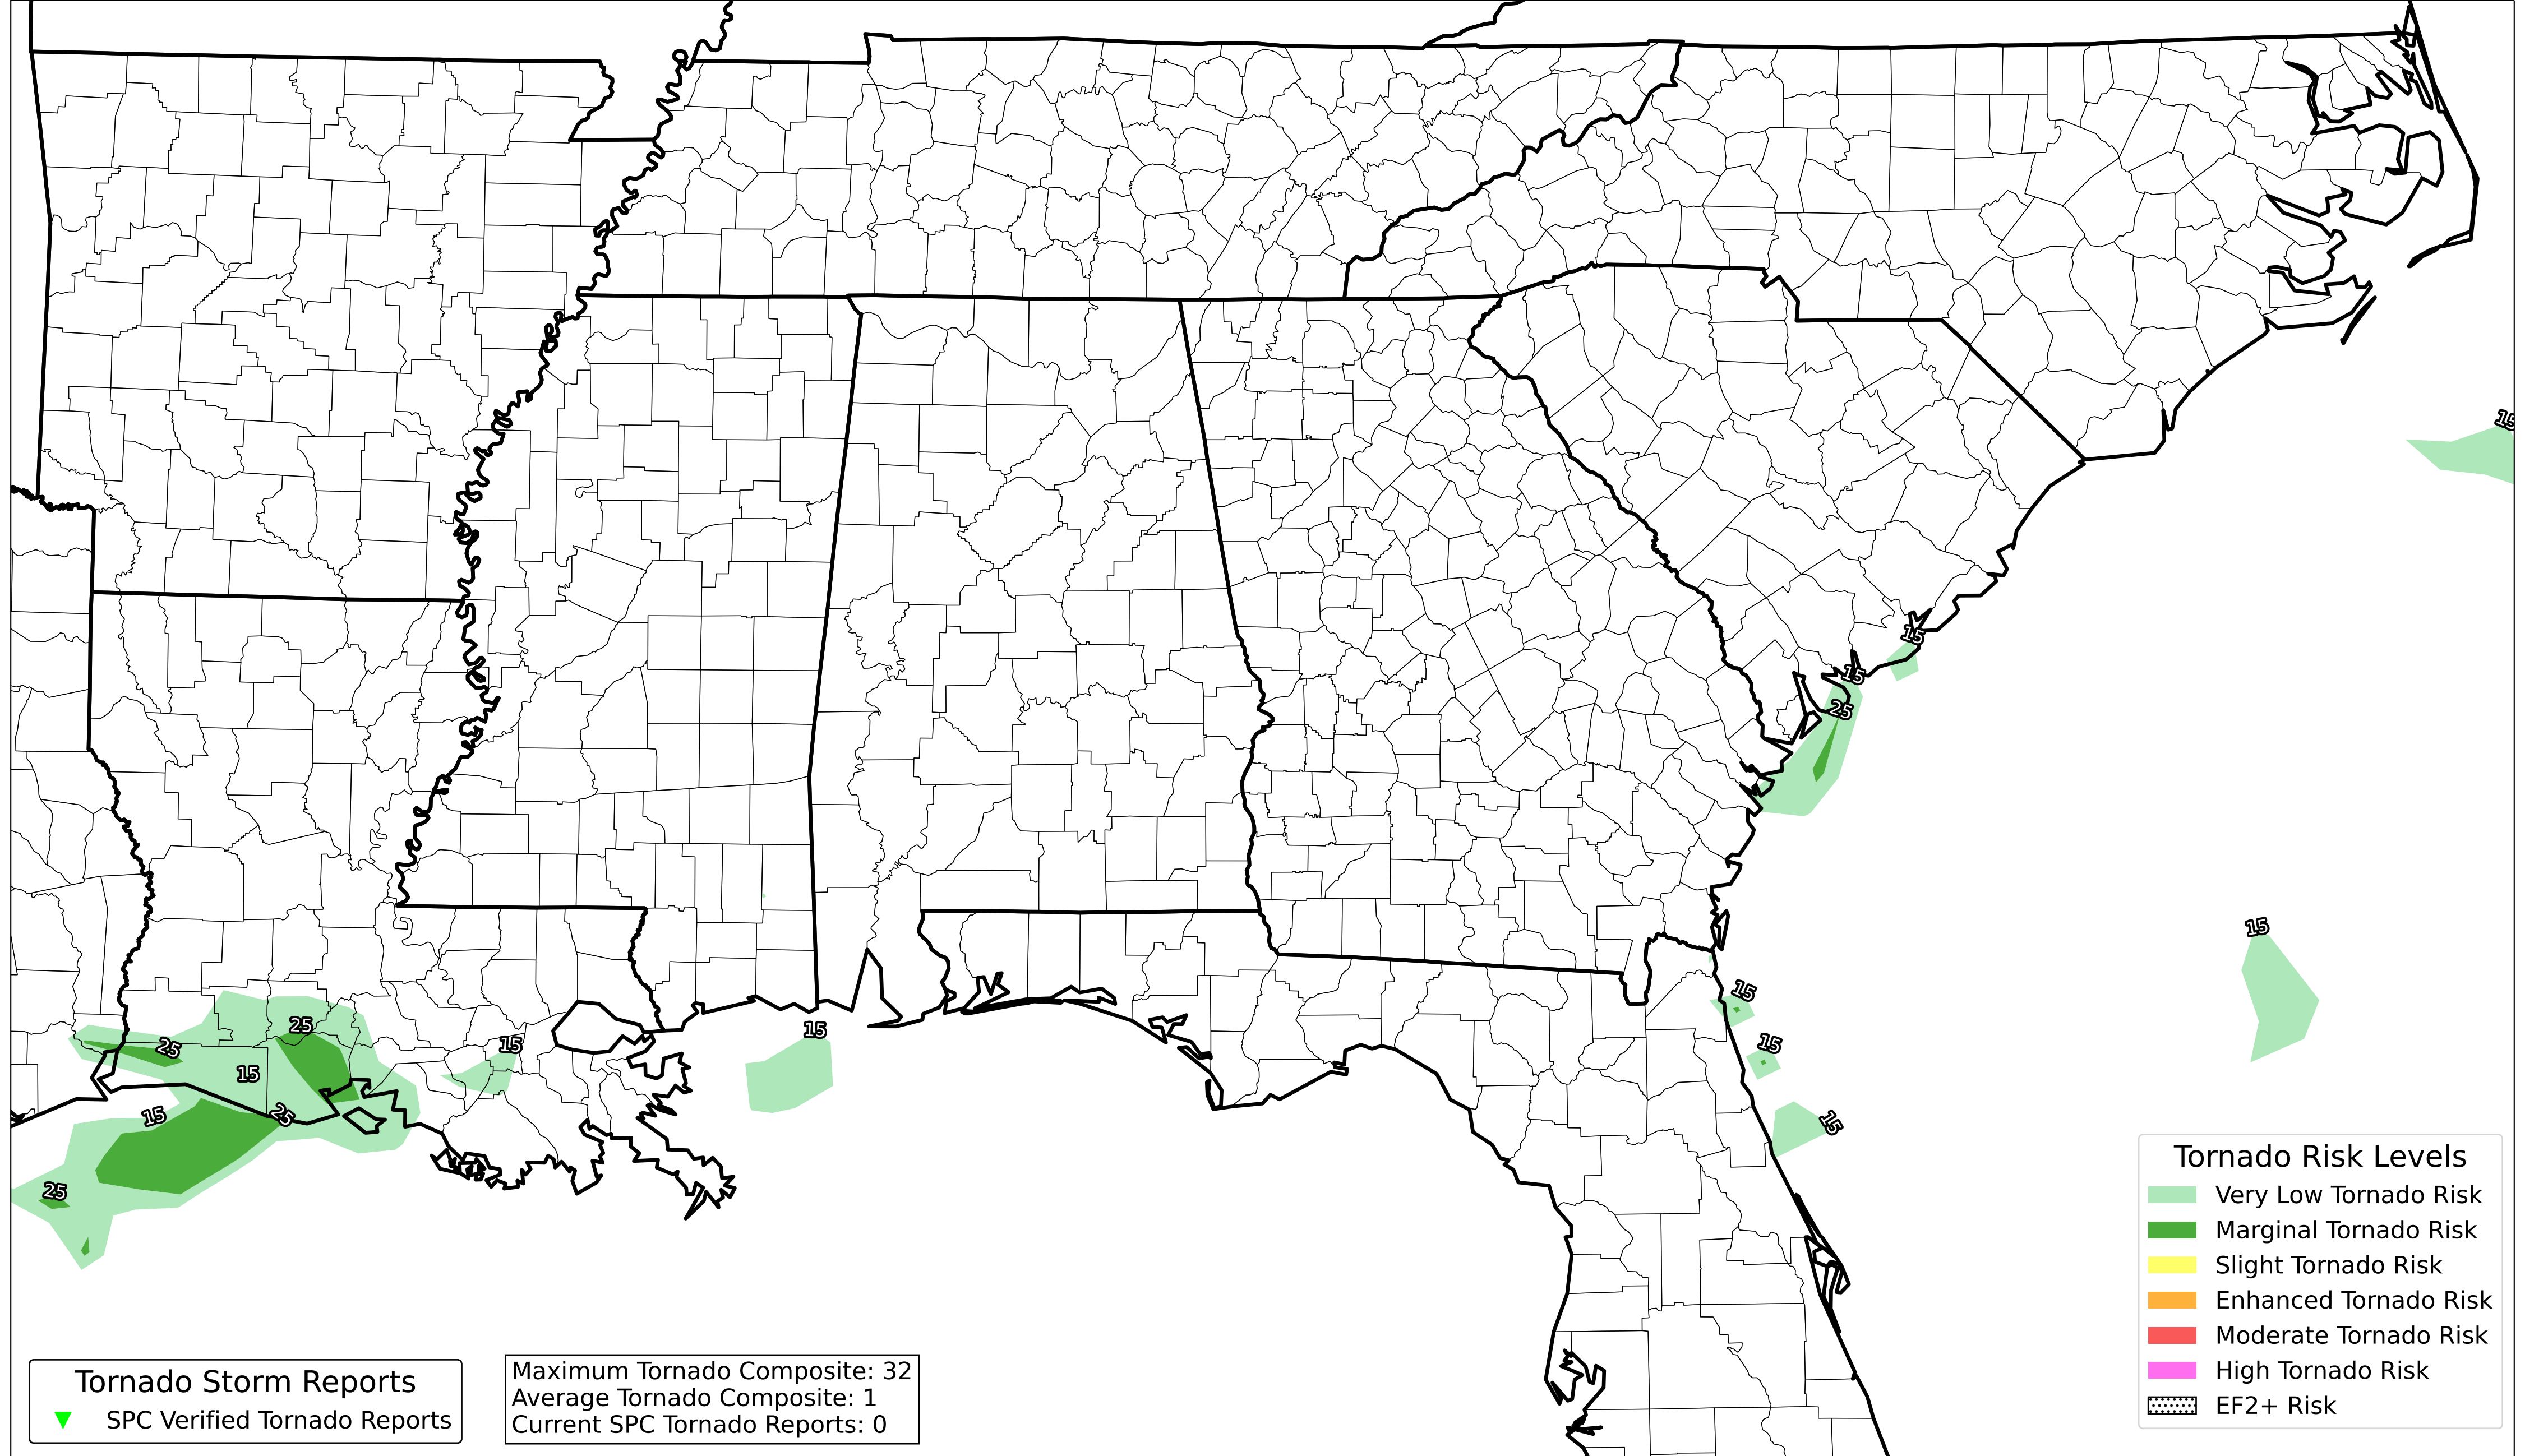 15
15
15
25
15
15
15
15
15
15
25
25
15
15
25
25
Tornado Risk Levels
Very Low Tornado Risk
Marginal Tornado Risk
Slight Tornado Risk
Enhanced Tornado Risk
Moderate Tornado Risk
High Tornado Risk
EF2+ Risk
Tornado Storm Reports
SPC Verified Tornado Reports
Maximum Tornado Composite: 32
Average Tornado Composite: 1
Current SPC Tornado Reports: 0